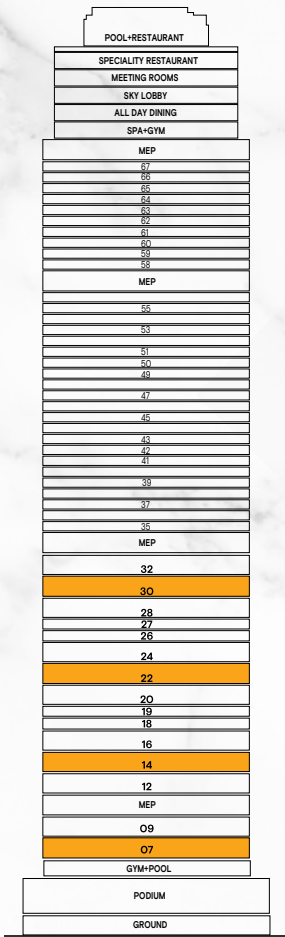 POOL+RESTAURANT
SPECIALITY RESTAURANT
MEETING ROOMS
SKY LOBBY
ALL DAY DINING
SPA+GYM
MEP
67
66
65
64
63
62
61
60
59
58
MEP
55
53
51
50
49
47
45
43
42
41
39
37
35
MEP
32
30
28
27
26
24
22
20
19
18
16
14
12
MEP
09
07
GYM+POOL
PODIUM
GROUND